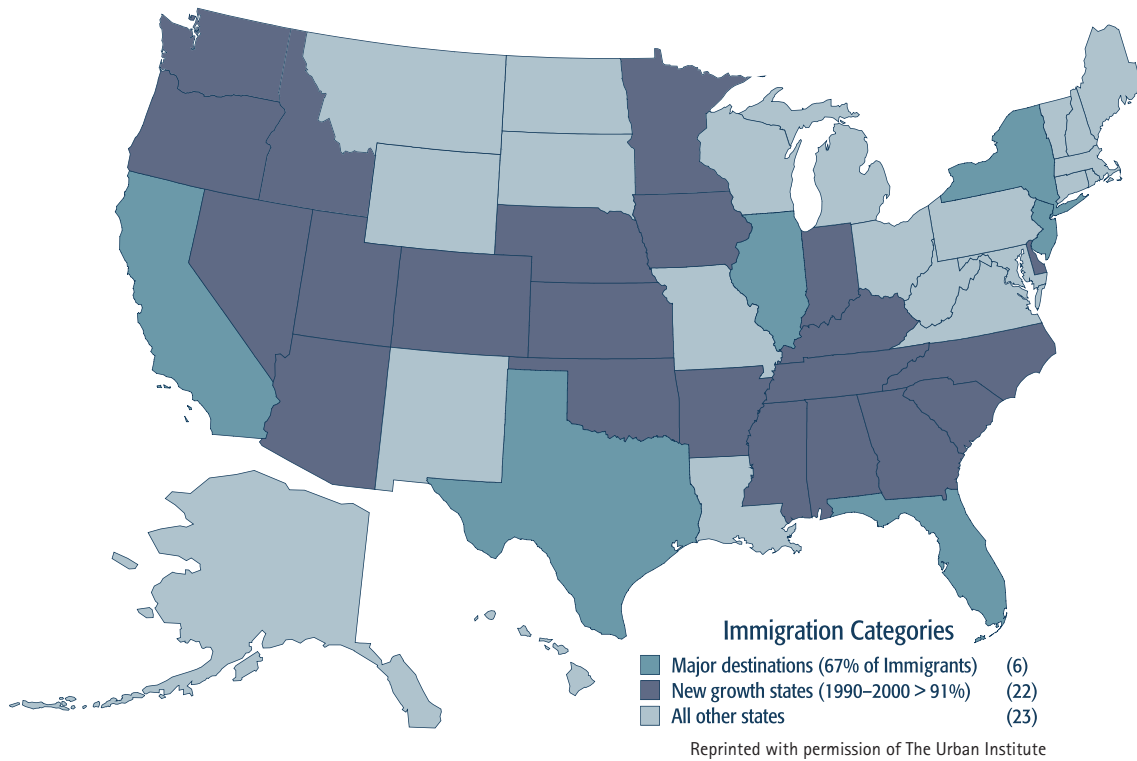 Immigration Categories
Major destinations (67% of Immigrants) (6)
New growth states (1990–2000 > 91%) (22)
All other states (23)
Reprinted with permission of The Urban Institute